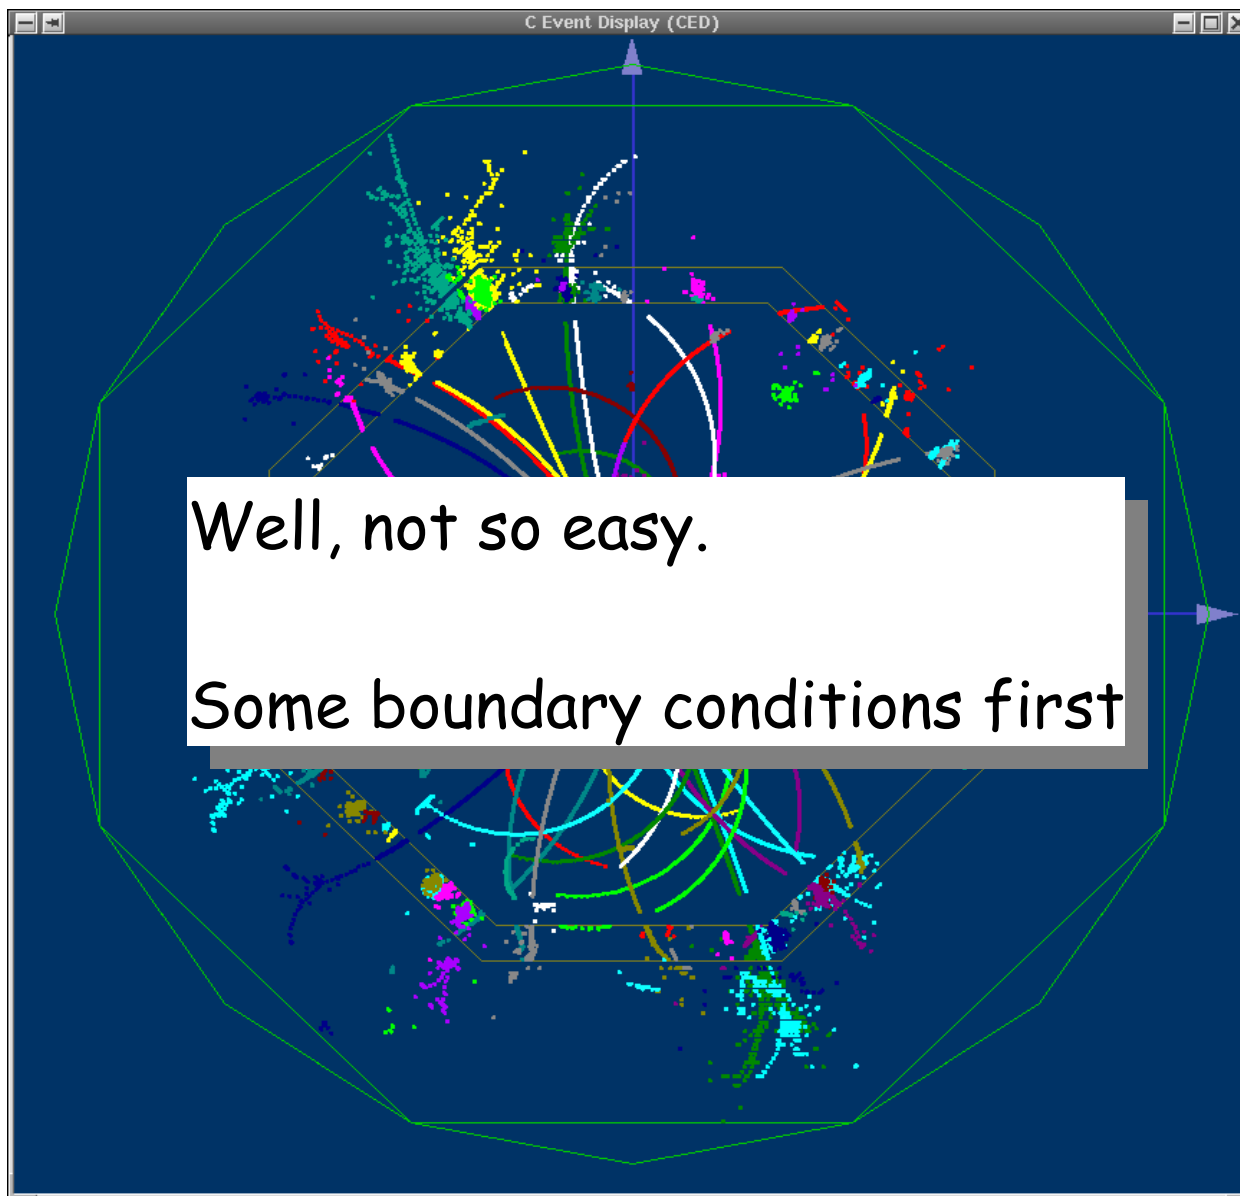 C Event Display (CED)
Well, not so easy.
Some boundary conditions first